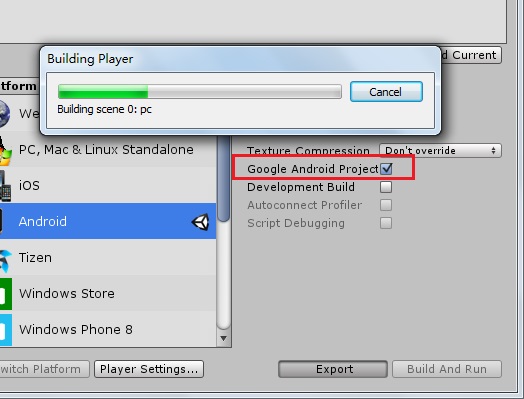 Building Player
d Current
Cancel
Building scene 0: pc
latform
We
PC, Mac & Linux Standalone
iOS
Android
Tizen
Windows Store
Windows Phone 8
Texture Compression Don't override
Google Android Project
Development Build
Autoconnect Profiler
Script Debugging
witch Platform
Player Settings...
Export
Build And Run